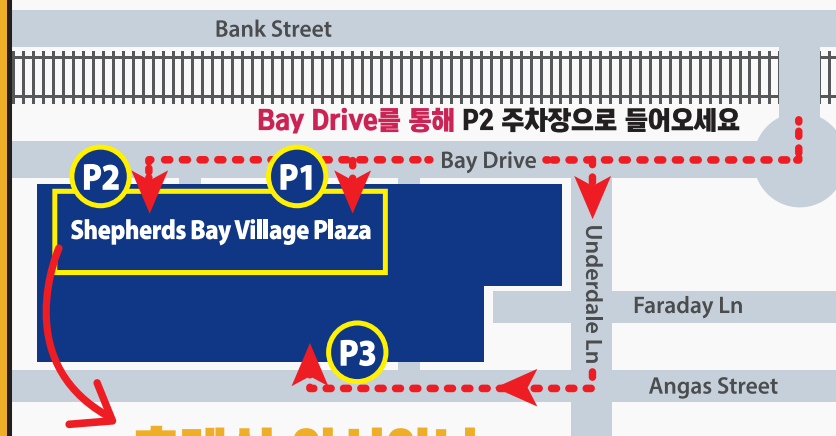 Bank Street
Bay Drive를 통해 P2 주차장으로 들어오세요
Bay Drive
P2
P1
Shepherds Bay Village Plaza
Underdale Ln
Faraday Ln
P3
Angas Street